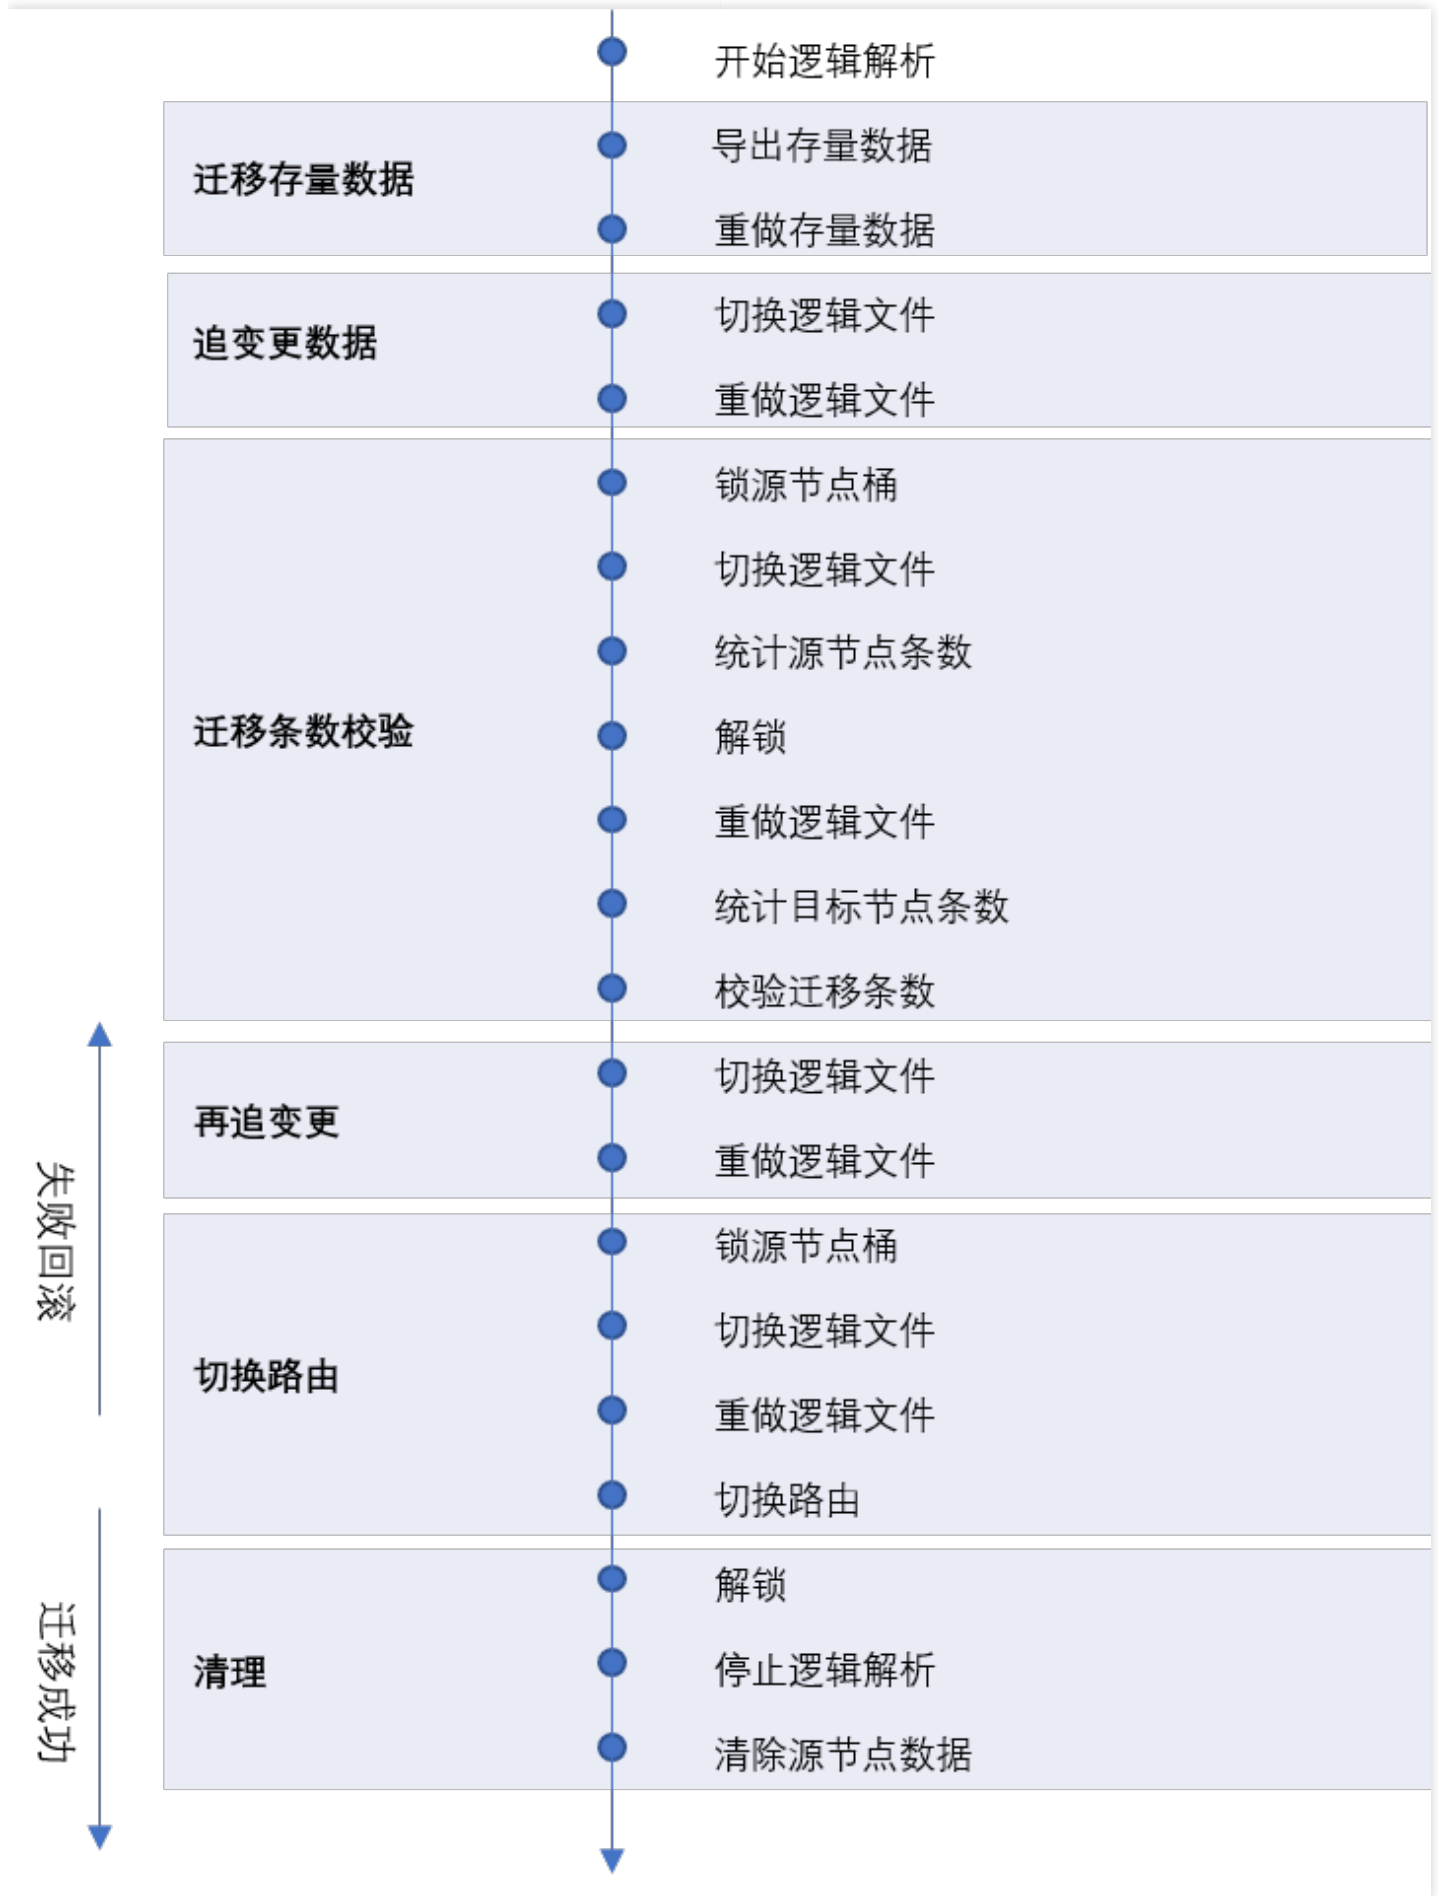 开始逻辑解析
迁移存量数据
导出存量数据
重做存量数据
追变更数据
切换逻辑文件
重做逻辑文件
迁移条数校验
锁源节点桶
切换逻辑文件
统计源节点条数
解锁
重做逻辑文件
统计目标节点条数
校验迁移条数
失败回滚
再追变更
切换逻辑文件
重做逻辑文件
切换路由
锁源节点桶
切换逻辑文件
重做逻辑文件
切换路由
迁移成功
清理
解锁
停止逻辑解析
清除源节点数据